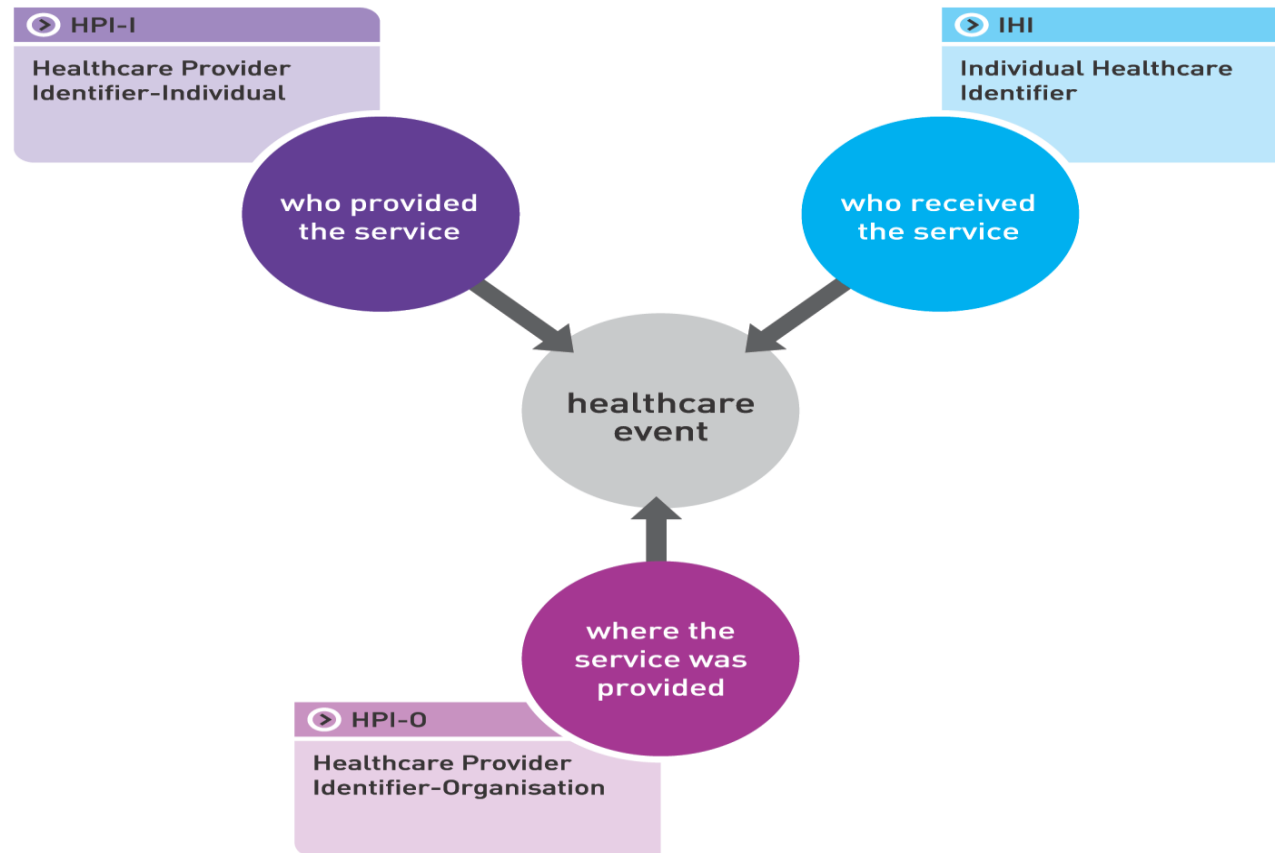 HPI-I
Healthcare Provider
Identifier-Individual
who provided
the service
IHI
Individual Healthcare
Identifier
who received
the service
healthcare
event
where the
service was
provided
HPI-O
Healthcare Provider
Identifier-Organisation